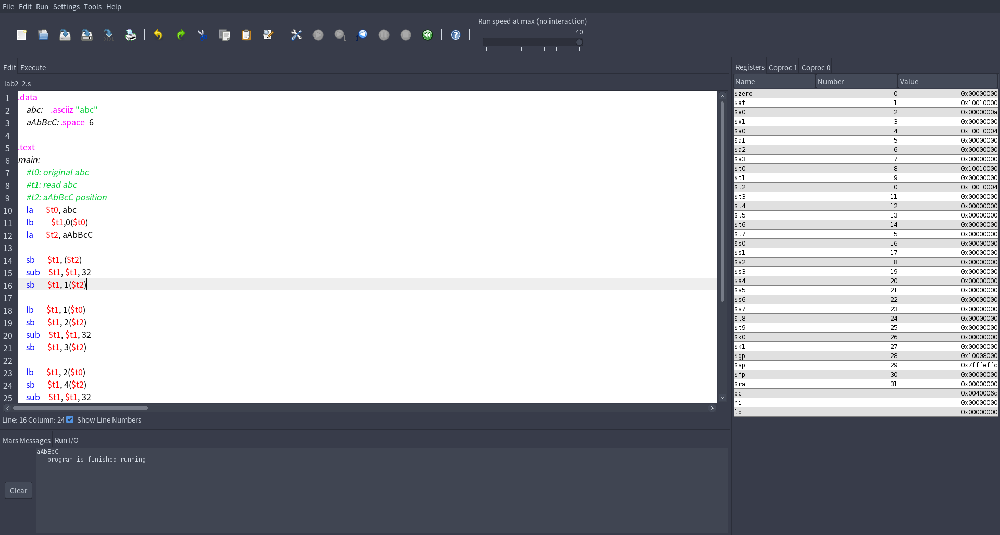 File Edit Run Settings Tools Help
Run speed at max (no interaction)
40
Edit Execute
lab2_2.s
1 .data
2 abc: .asciiz "abc"
3 aAbBcC: .space 6
4
5 .text
6 main:
7 #t0: original abc
8 #t1: read abc
9 #t2: aAbBcC position
10 la $t0, abc
11 lb $t1,0($t0)
12 la $t2, aAbBcC
13
14 sb $t1, ($t2)
15 sub $t1, $t1, 32
16 sb $t1, 1($t2)
17
18 lb $t1, 1($t0)
19 sb $t1, 2($t2)
20 sub $t1, $t1, 32
21 sb $t1, 3($t2)
22
23 lb $t1, 2($t0)
24 sb $t1, 4($t2)
25 sub $t1, $t1, 32
Line: 16 Column: 24 Show Line Numbers
Mars Messages Run I/O
aAbBcC
-- program is finished running --
Clear
Registers Coproc 1 Coproc 0
Name Number Value
$zero 0 0x00000000
$at 1 0x10010000
$v0 2 0x0000000a
$v1 3 0x00000000
$a0 4 0x10010004
$a1 5 0x00000000
$a2 6 0x00000000
$a3 7 0x00000000
$t0 8 0x10010000
$t1 9 0x00000000
$t2 10 0x10010004
$t3 11 0x00000000
$t4 12 0x00000000
$t5 13 0x00000000
$t6 14 0x00000000
$t7 15 0x00000000
$s0 16 0x00000000
$s1 17 0x00000000
$s2 18 0x00000000
$s3 19 0x00000000
$s4 20 0x00000000
$s5 21 0x00000000
$s6 22 0x00000000
$s7 23 0x00000000
$t8 24 0x00000000
$t9 25 0x00000000
$k0 26 0x00000000
$k1 27 0x00000000
$gp 28 0x10008000
$sp 29 0x7fffeffc
$fp 30 0x00000000
$ra 31 0x00000000
pc 0x0040006c
hi 0x00000000
lo 0x00000000